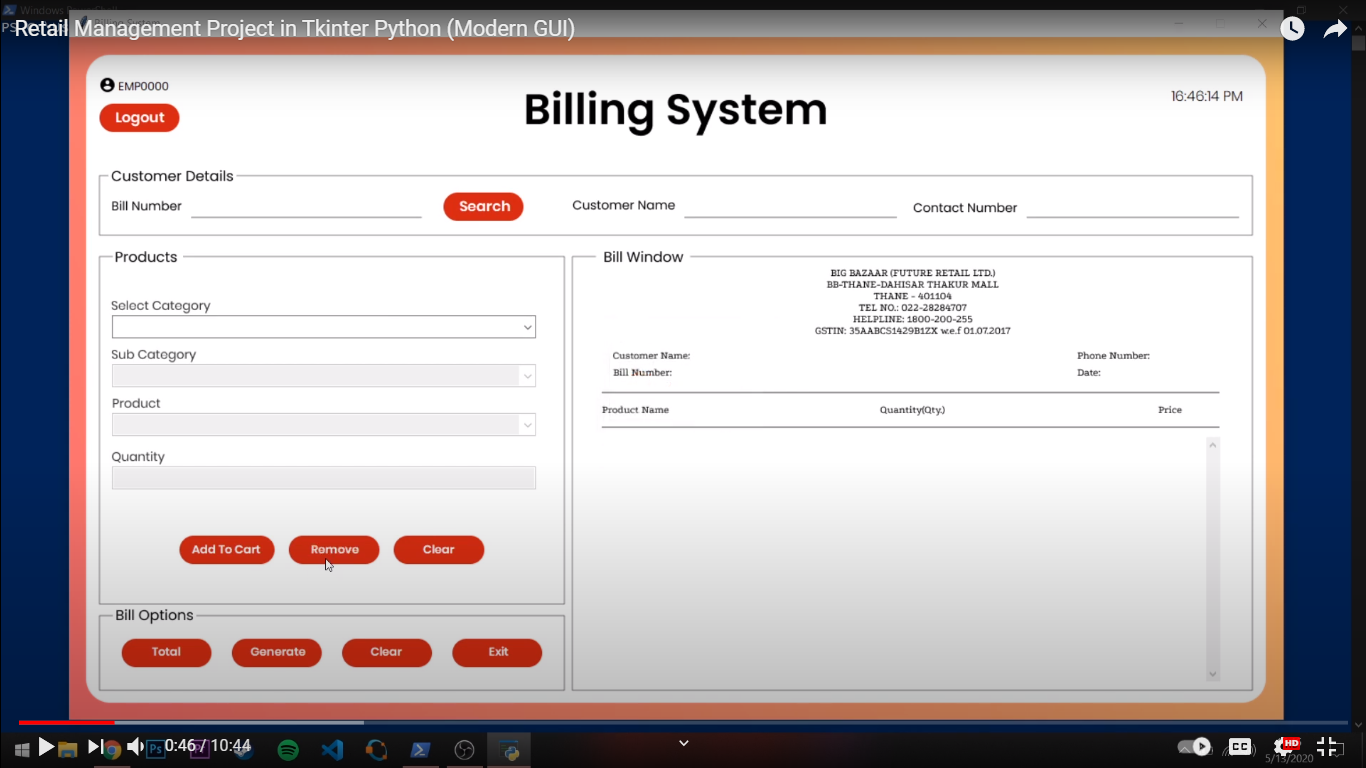 Retail Management Project in Tkinter Python (Modern GUI)
EMP0000
Logout
Billing System
16:46:14 PM
Customer Details
Bill Number
Search
Customer Name
Contact Number
Products
Select Category
Sub Category
Product
Quantity
Add To Cart
Remove
Clear
Bill Options
Total
Generate
Clear
Exit
Bill Window
BIG BAZAAR (FUTURE RETAIL LTD.)
BB-THANE-DAHISAR THAKUR MALL
THANE - 401104
TEL NO.: 022-28284707
HELPLINE: 1800-200-255
GSTIN: 35AABCS1429B1ZX w.e.f 01.07.2017
Customer Name:
Phone Number:
Bill Number:
Date:
Product Name
Quantity(Qty.)
Price
0:46 / 10:44
Ps
CC
HD
5/13/2020